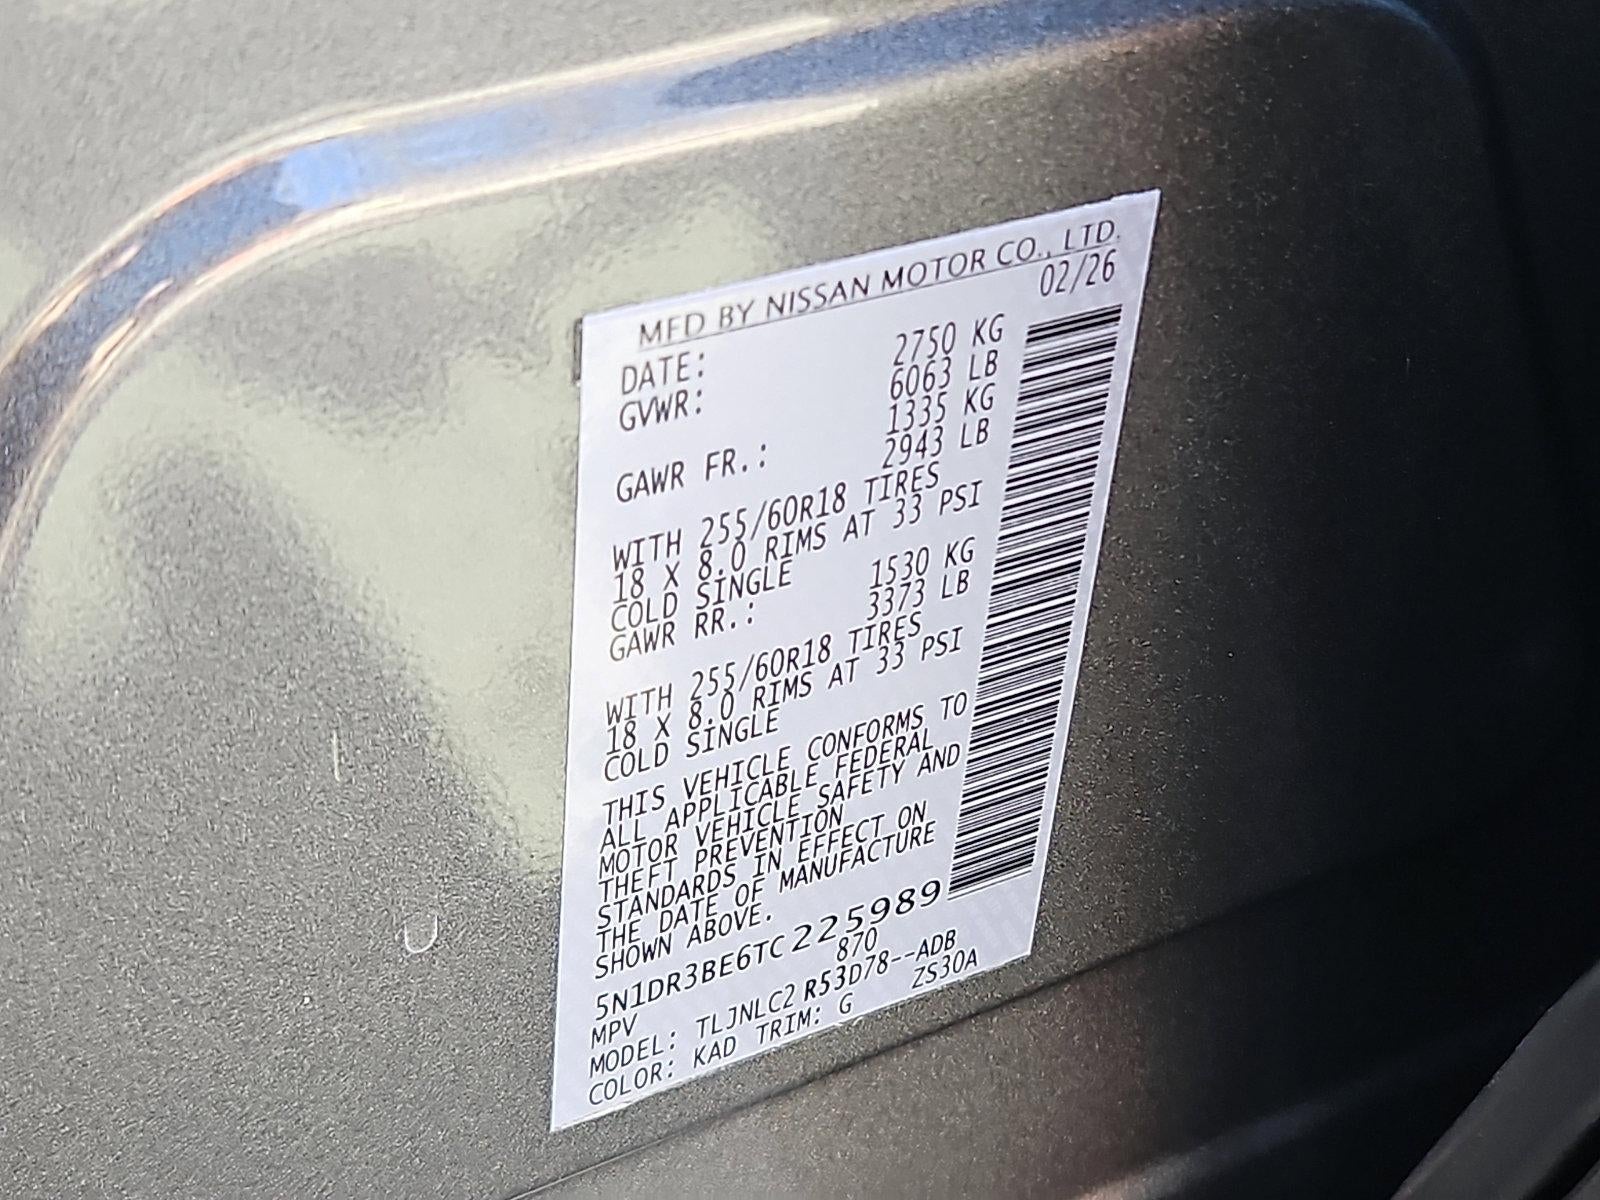 MFD BY NISSAN MOTOR CO., LTD.
DATE: 02/26
GVWR: 2750 KG
6063 LB
GAWR FR.: 1335 KG
2943 LB
WITH 255/60R18 TIRES
18 X 8.0 RIMS AT 33 PSI
COLD SINGLE
GAWR RR.: 1530 KG
3373 LB
WITH 255/60R18 TIRES
18 X 8.0 RIMS AT 33 PSI
COLD SINGLE
THIS VEHICLE CONFORMS TO
ALL APPLICABLE FEDERAL
MOTOR VEHICLE SAFETY AND
THEFT PREVENTION
STANDARDS IN EFFECT ON
THE DATE OF MANUFACTURE
SHOWN ABOVE.
5N1DR3BE6TC225989
MPV 870
MODEL: TLJNLC2 R53D78--ADB
COLOR: KAD TRIM: G ZS30A